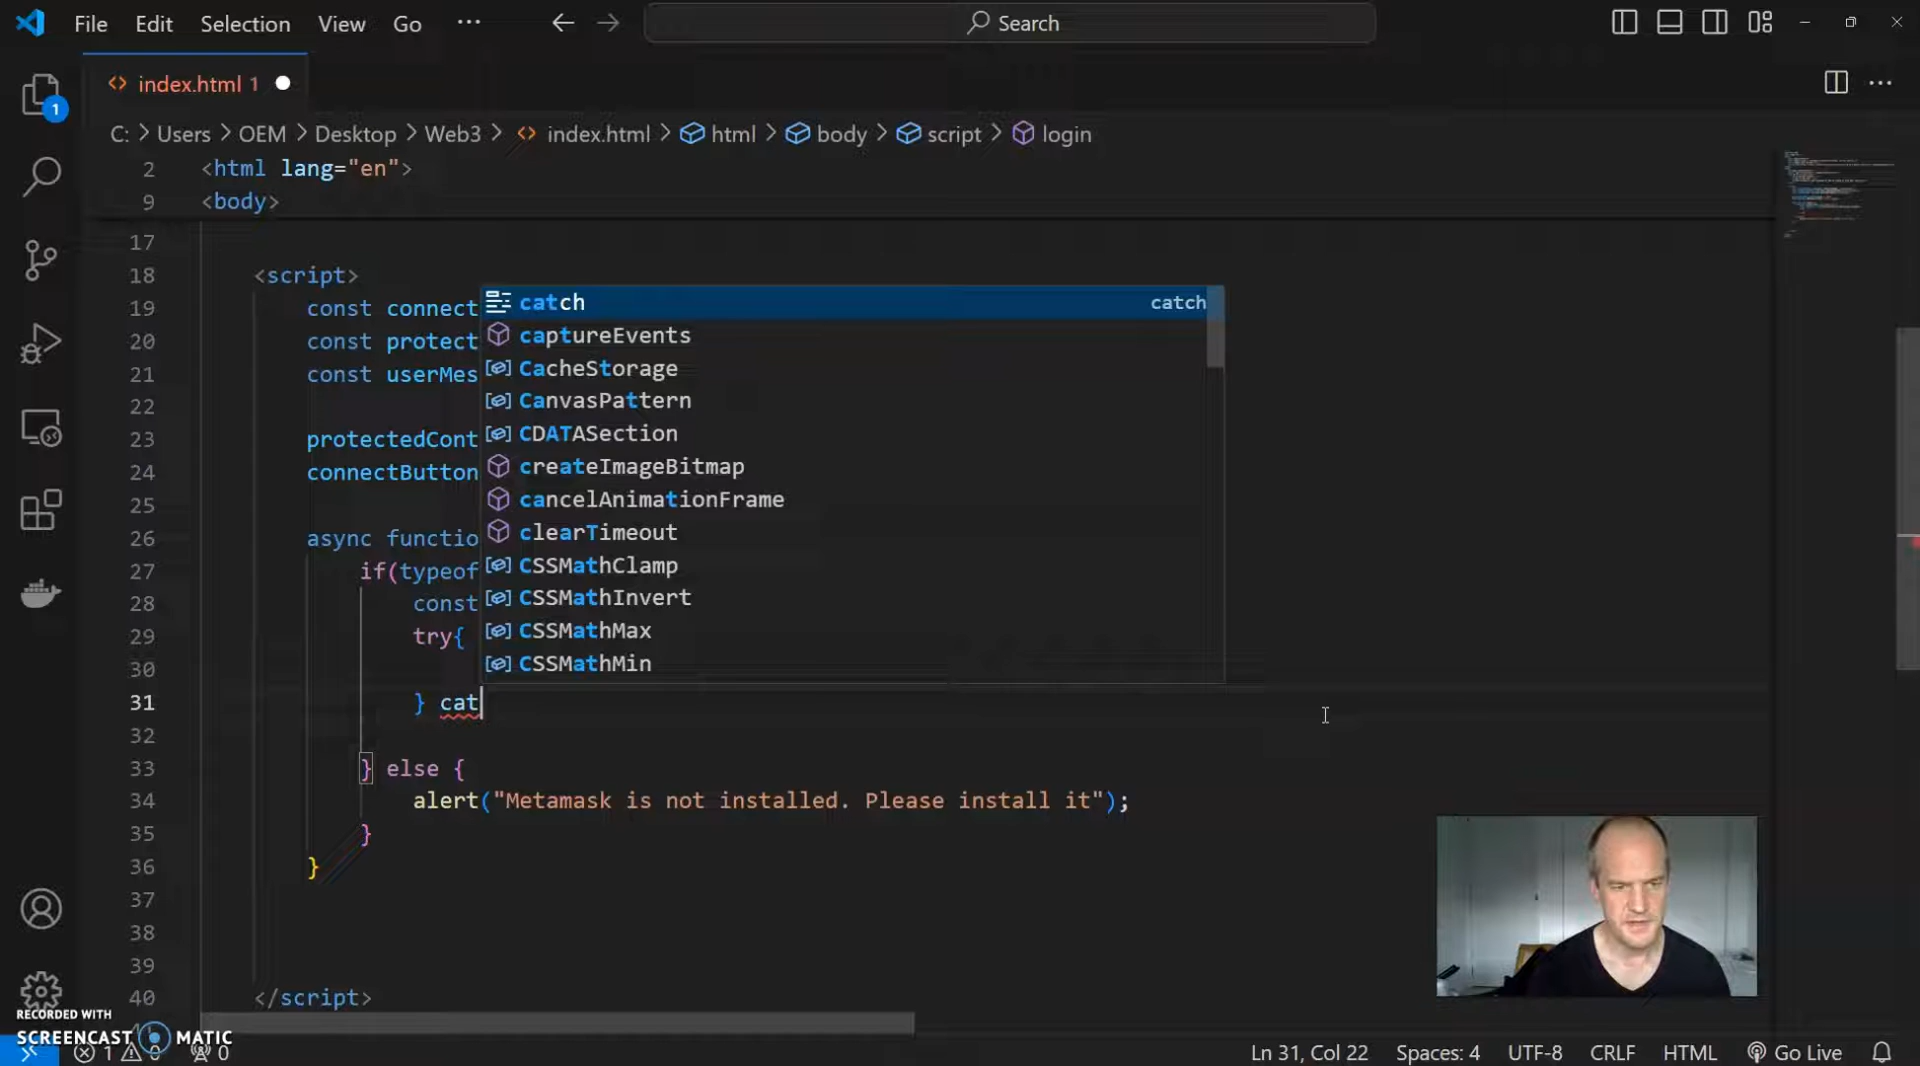 File Edit Selection View Go ··· Search
index.html 1
C: > Users > OEM > Desktop > Web3 > index.html > html > body > script > login
1
2 <html lang="en">
9 <body>
17
18 <script>
19 const connect
20 const protect
21 const userMes
22
23 protectedCont
24 connectButton
25
26 async functio
27 if(typeof
28 const
29 try{
30
31 } cat
32
33 } else {
34 alert("Metamask is not installed. Please install it");
35 }
36 }
37
38
39
40 </script>
catch catch
captureEvents
CacheStorage
CanvasPattern
CDATASection
createImageBitmap
cancelAnimationFrame
clearTimeout
CSSMathClamp
CSSMathInvert
CSSMathMax
CSSMathMin
RECORDED WITH
SCREENCAST MATIC
1 0 0 Ln 31, Col 22 Spaces: 4 UTF-8 CRLF HTML Go Live